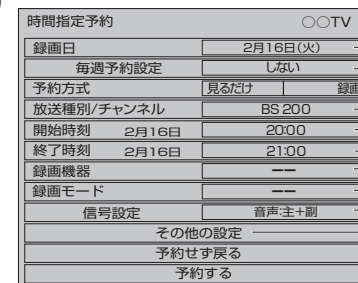 時間指定予約 ○○TV
録画日 2月16日(火)
毎週予約設定 しない
予約方式 見るだけ 録画
放送種別/チャンネル BS 200
開始時刻 2月16日 20:00
終了時刻 2月16日 21:00
録画機器 −−
録画モード −−
信号設定 音声:主+副
その他の設定
予約せず戻る
予約する